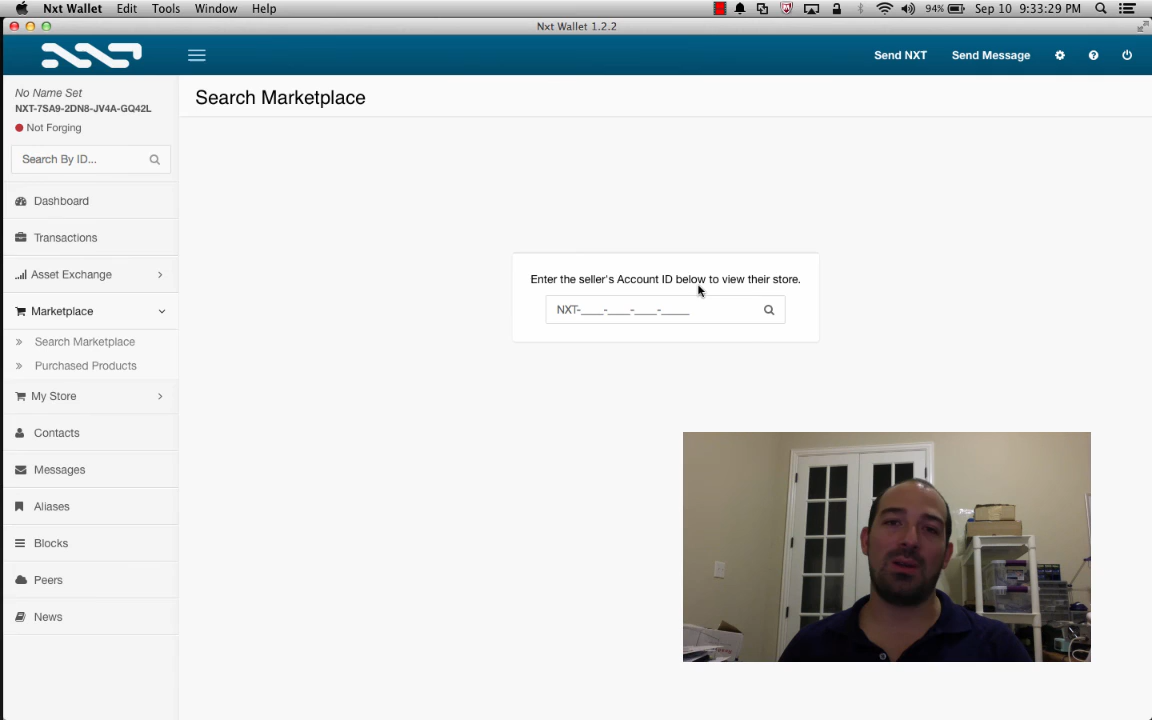 Nxt Wallet Edit Tools Window Help 94% Sep 10 9:33:29 PM
Nxt Wallet 1.2.2
Send NXT Send Message
No Name Set
NXT-7SA9-2DN8-JV4A-GQ42L
Not Forging
Search By ID...
Dashboard
Transactions
Asset Exchange
Marketplace
Search Marketplace
Purchased Products
My Store
Contacts
Messages
Aliases
Blocks
Peers
News
Search Marketplace
Enter the seller's Account ID below to view their store.
NXT-____-____-____-_____